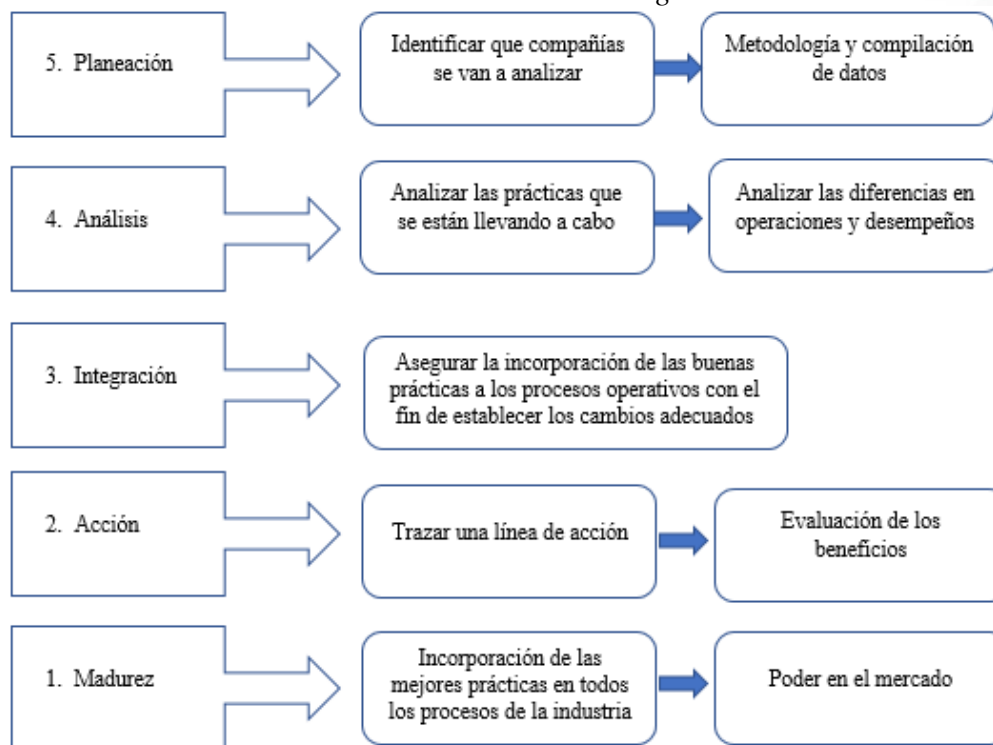 5. Planeación
Identificar que compañías
se van a analizar
Metodología y compilación
de datos
4. Análisis
Analizar las prácticas que
se están llevando a cabo
Analizar las diferencias en
operaciones y desempeños
3. Integración
Asegurar la incorporación de las buenas
prácticas a los procesos operativos con el
fin de establecer los cambios adecuados
2. Acción
Trazar una línea de acción
Evaluación de los
beneficios
1. Madurez
Incorporación de las
mejores prácticas en todos
los procesos de la industria
Poder en el mercado